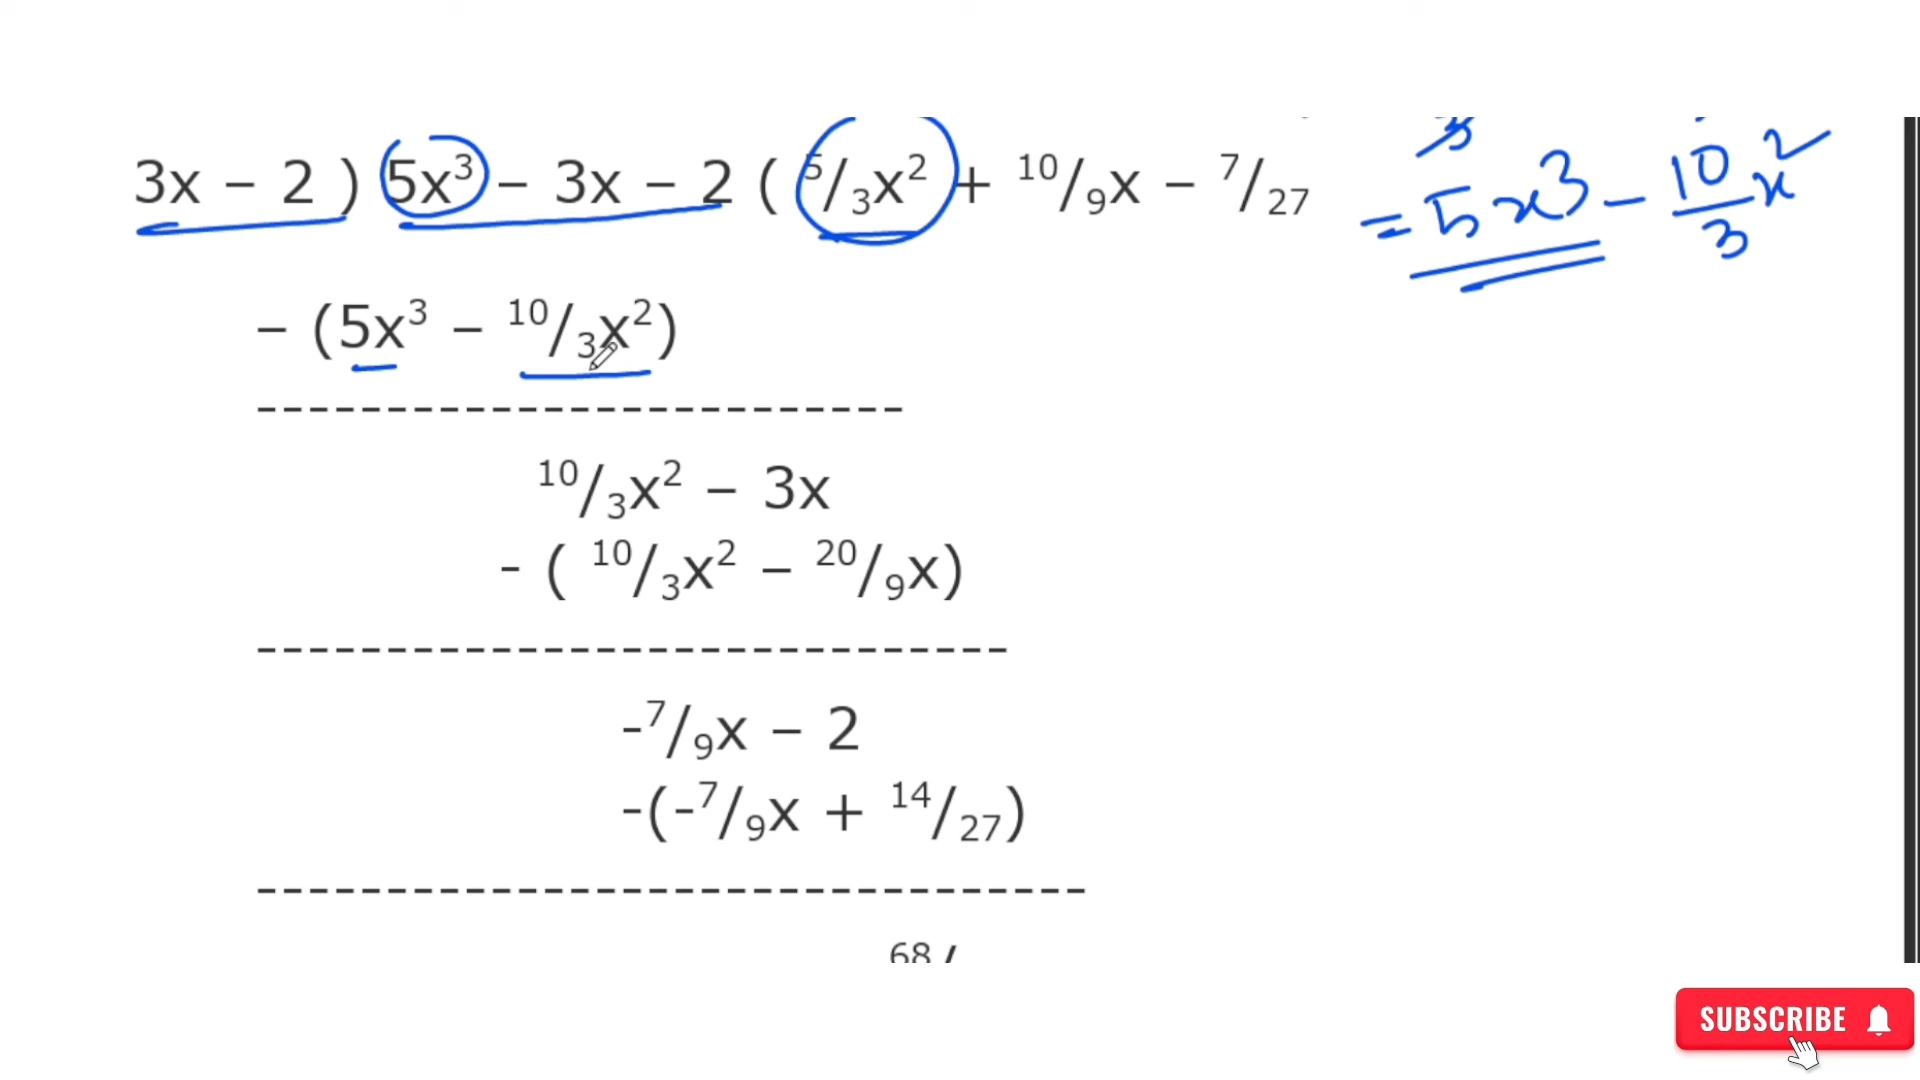 3x – 2 ) 5x³ – 3x – 2 ( ⁵/₃x² + ¹⁰/₉x – ⁷/₂₇
= 5x3 – 10/3 x2
– (5x³ – ¹⁰/₃x²)
-------------------------
¹⁰/₃x² – 3x
- ( ¹⁰/₃x² – ²⁰/₉x)
-----------------------------
-⁷/₉x – 2
-(-⁷/₉x + ¹⁴/₂₇)
--------------------------------
⁶⁸/
SUBSCRIBE